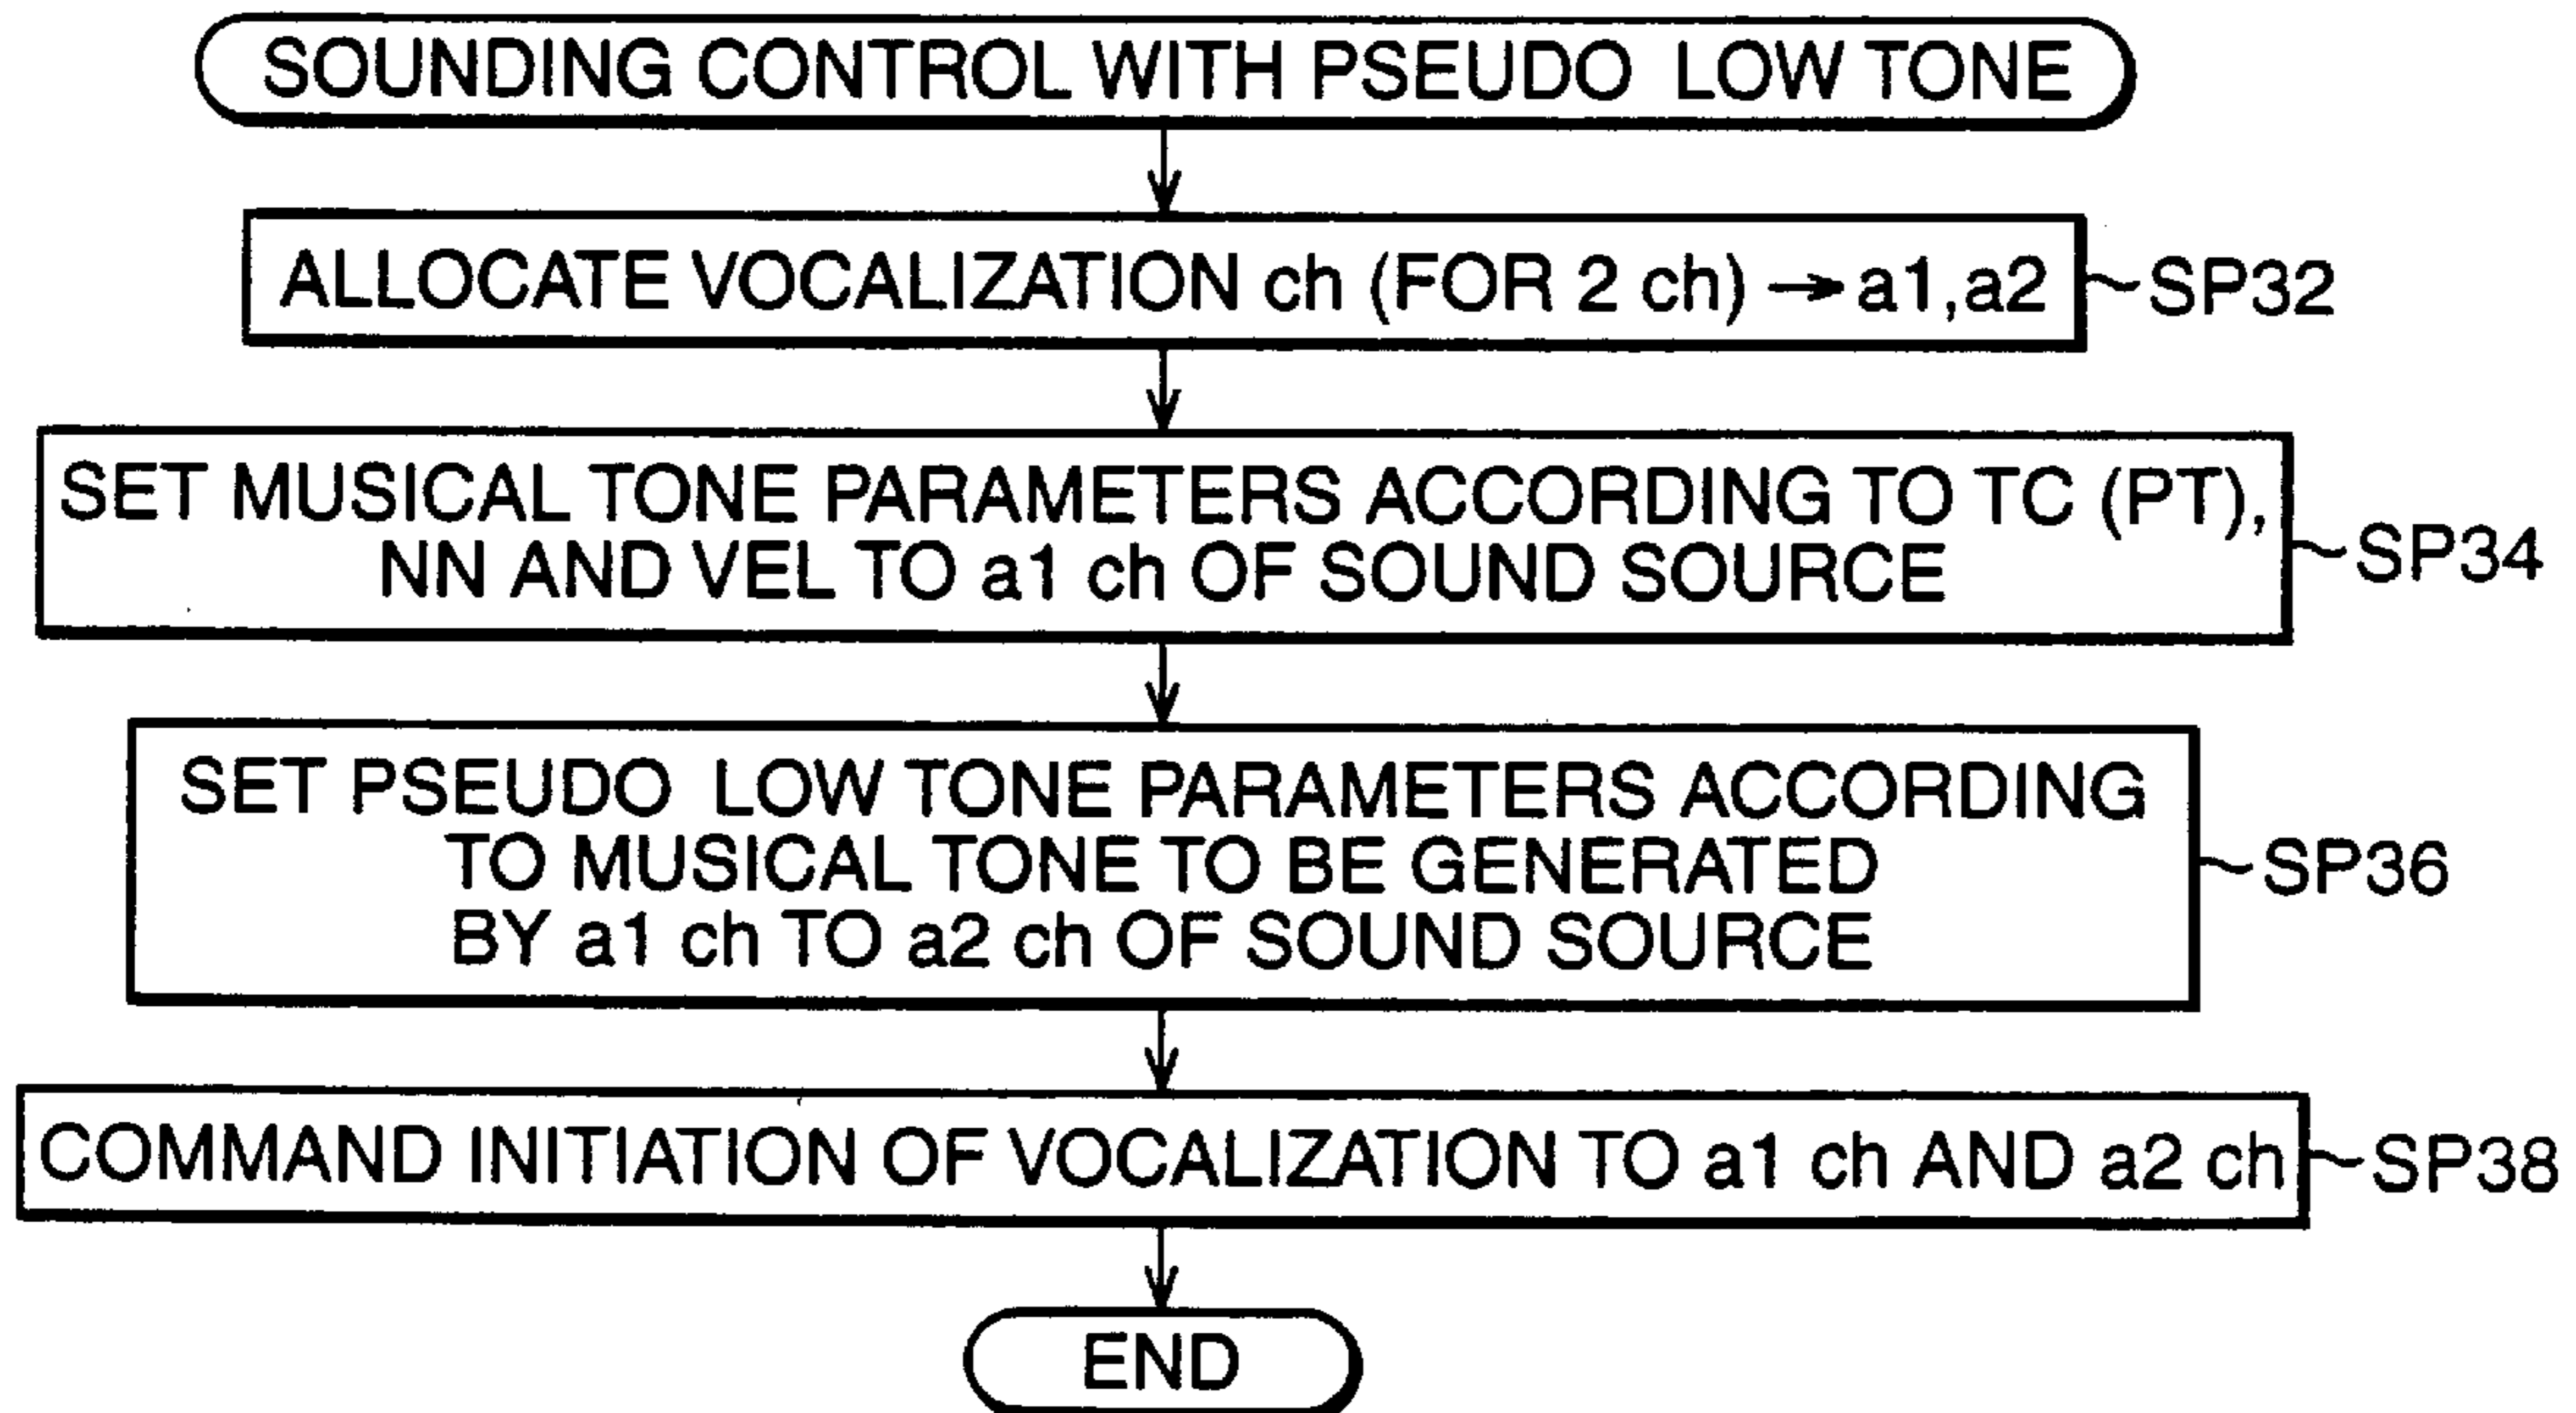 SOUNDING CONTROL WITH PSEUDO LOW TONE
ALLOCATE VOCALIZATION ch (FOR 2 ch) → a1,a2
SP32
SET MUSICAL TONE PARAMETERS ACCORDING TO TC (PT),
NN AND VEL TO a1 ch OF SOUND SOURCE
SP34
SET PSEUDO LOW TONE PARAMETERS ACCORDING
TO MUSICAL TONE TO BE GENERATED
BY a1 ch TO a2 ch OF SOUND SOURCE
SP36
COMMAND INITIATION OF VOCALIZATION TO a1 ch AND a2 ch
SP38
END